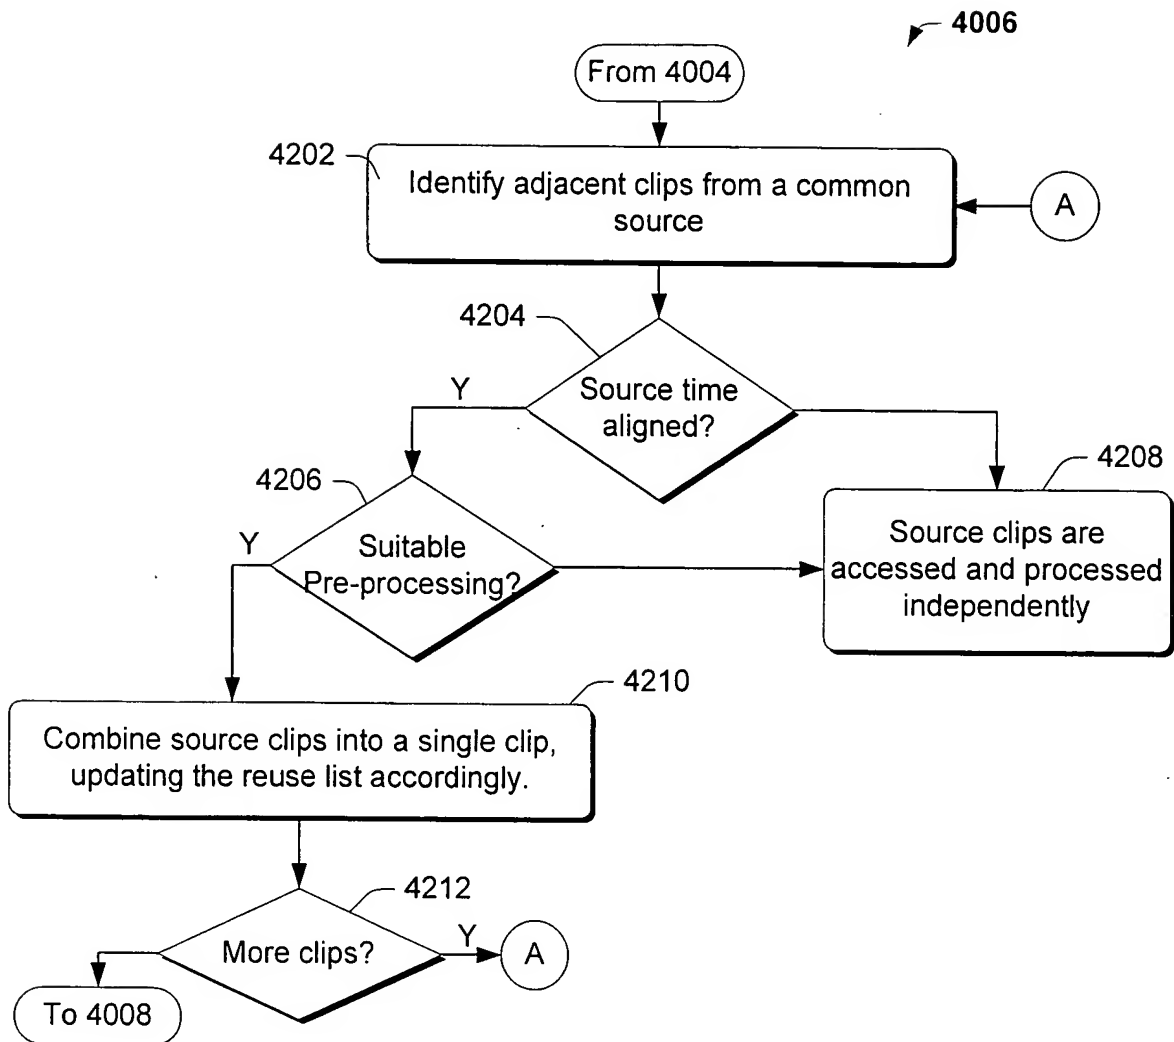 4006
From 4004
4202
Identify adjacent clips from a common
source
A
4204
Source time
aligned?
Y
4206
Suitable
Pre-processing?
Y
4208
Source clips are
accessed and processed
independently
4210
Combine source clips into a single clip,
updating the reuse list accordingly.
4212
More clips?
Y
A
To 4008